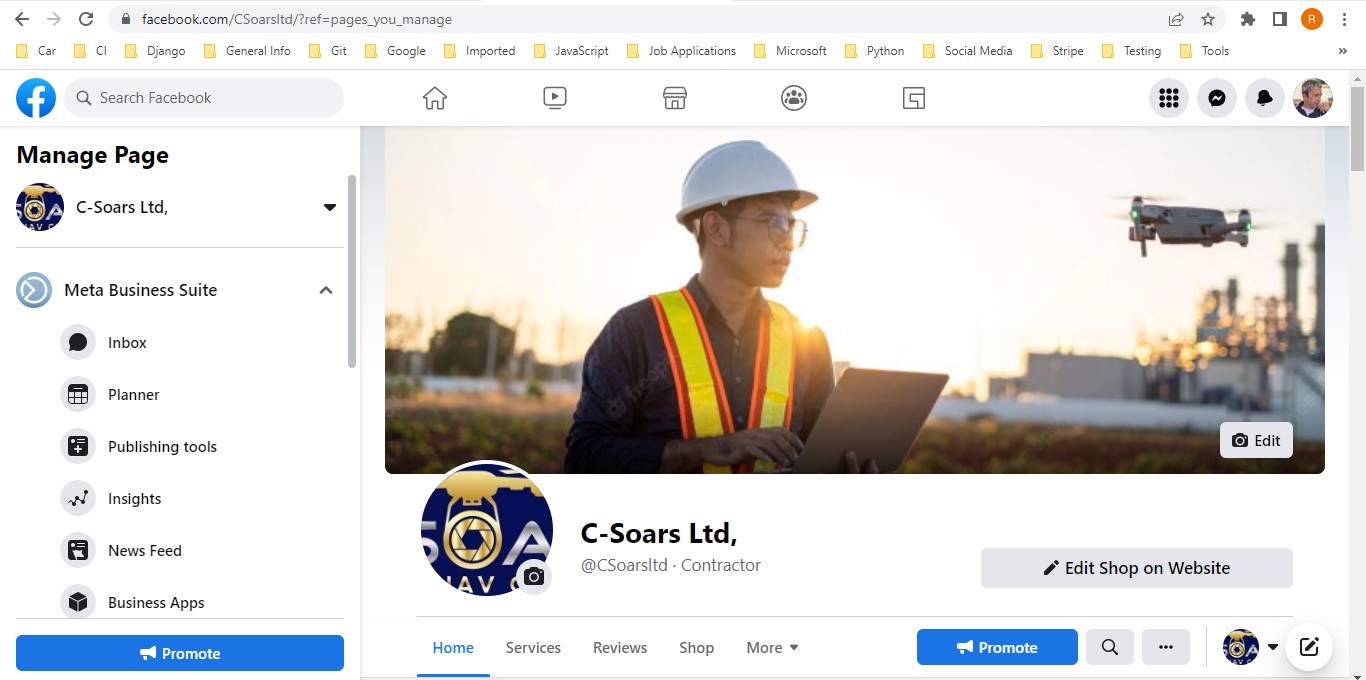 facebook.com/CSoarsltd/?ref=pages_you_manage
R
Car
CI
Django
General Info
Git
Google
Imported
JavaScript
Job Applications
Microsoft
Python
Social Media
Stripe
Testing
Tools
»
Search Facebook
Manage Page
C-Soars Ltd,
Meta Business Suite
Inbox
Planner
Publishing tools
Insights
News Feed
Business Apps
Promote
Edit
C-Soars Ltd,
@CSoarsltd · Contractor
Edit Shop on Website
Home
Services
Reviews
Shop
More
Promote